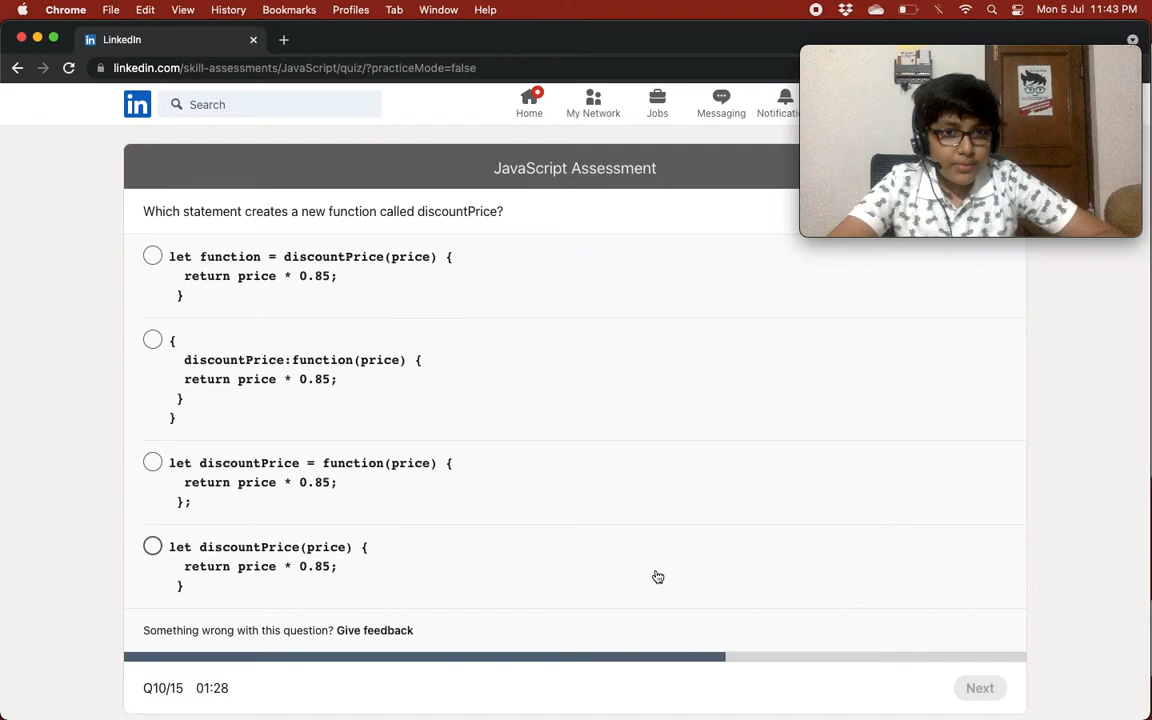 Chrome File Edit View History Bookmarks Profiles Tab Window Help Mon 5 Jul 11:43 PM
in LinkedIn
linkedin.com/skill-assessments/JavaScript/quiz/?practiceMode=false
in Search Home My Network Jobs Messaging Notificati
JavaScript Assessment
Which statement creates a new function called discountPrice?
let function = discountPrice(price) {
return price * 0.85;
}
{
discountPrice:function(price) {
return price * 0.85;
}
}
let discountPrice = function(price) {
return price * 0.85;
};
let discountPrice(price) {
return price * 0.85;
}
Something wrong with this question? Give feedback
Q10/15 01:28 Next